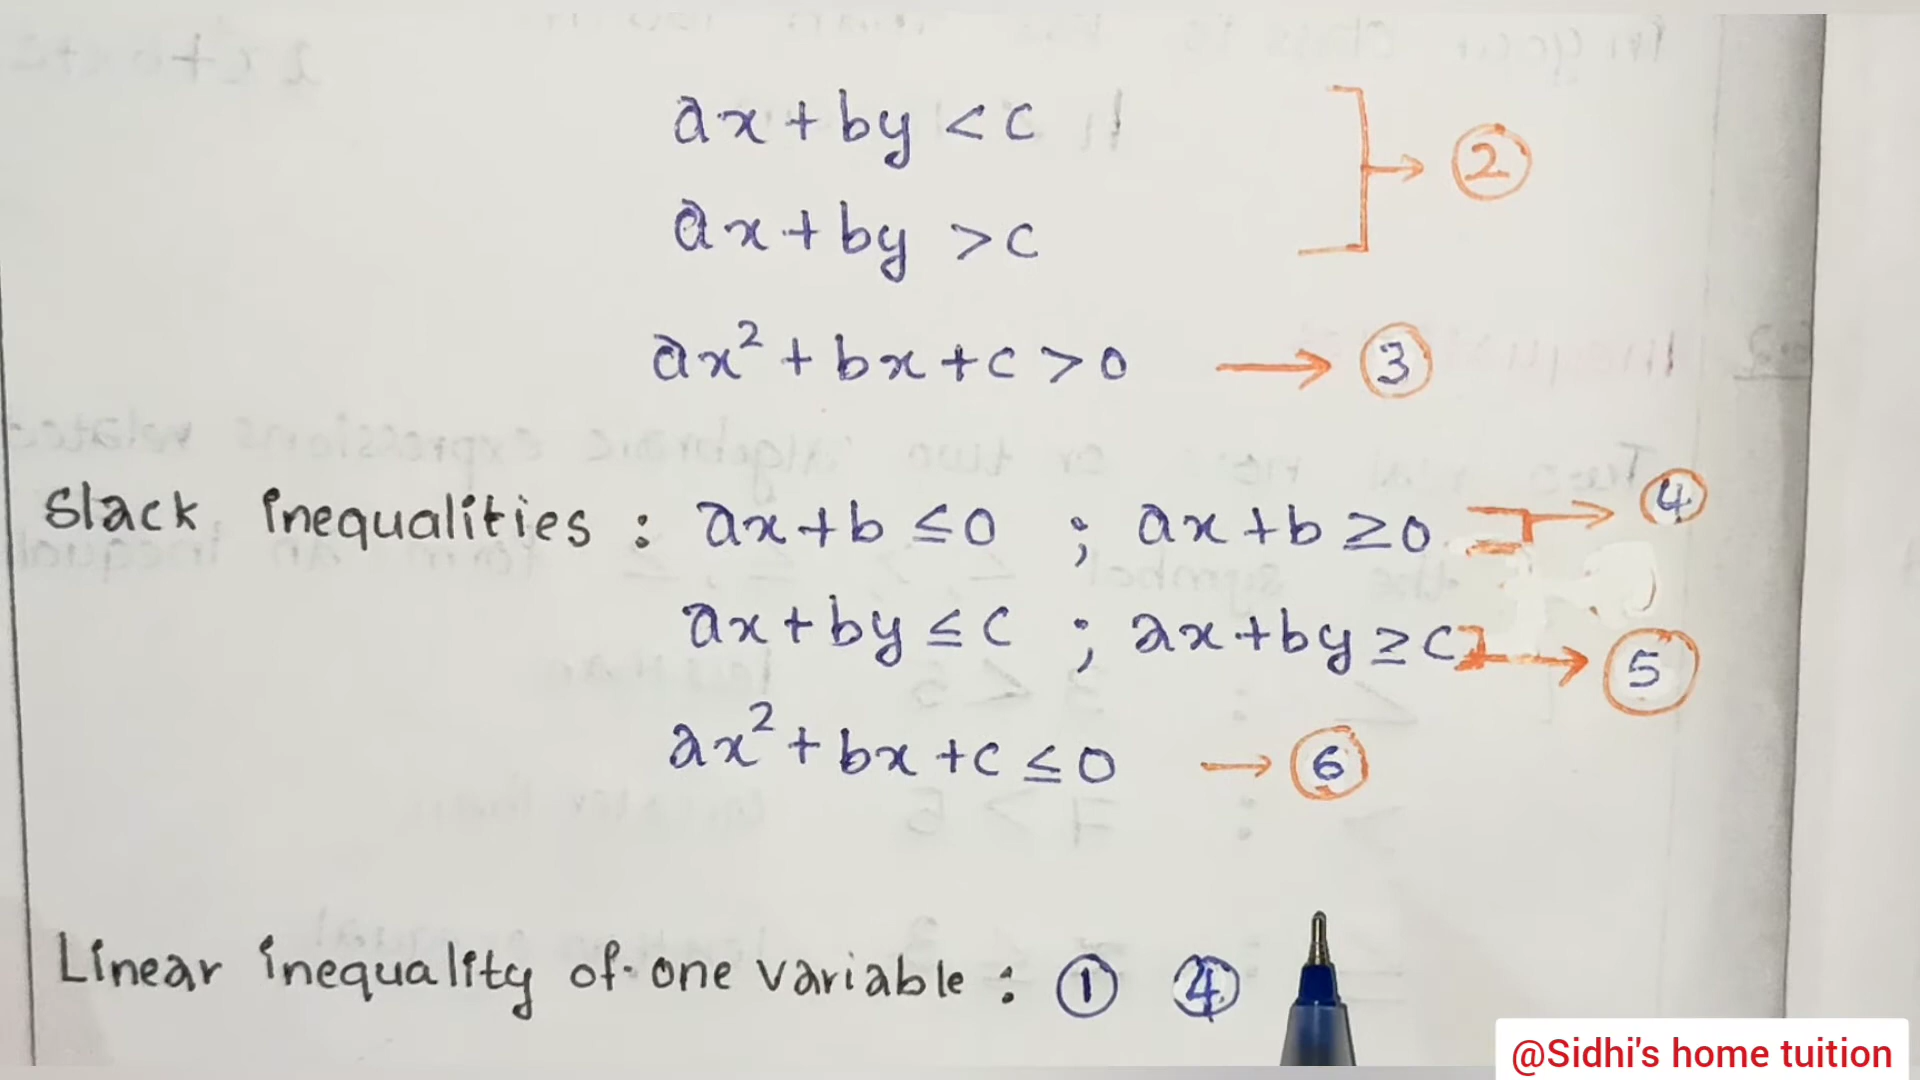 ax + by < c
ax + by > c
②
ax² + bx + c > 0 → ③
Slack inequalities : ax + b ≤ 0 ; ax + b ≥ 0 → ④
ax + by ≤ c ; ax + by ≥ c → ⑤
ax² + bx + c ≤ 0 → ⑥
Linear inequality of one variable : ① ④
@Sidhi's home tuition